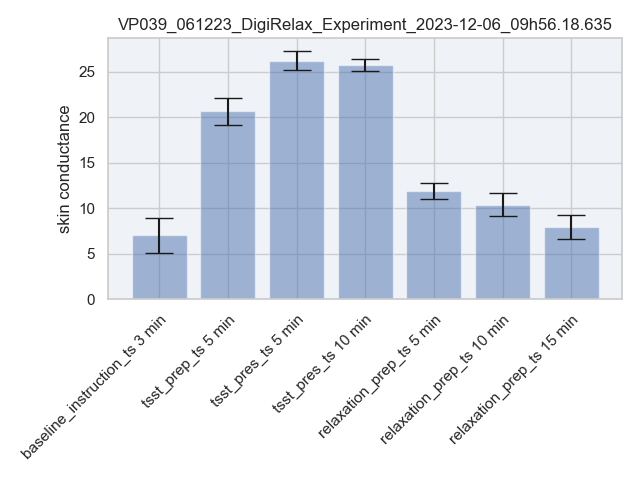 VP039_061223_DigiRelax_Experiment_2023-12-06_09h56.18.635
skin conductance
25
20
15
10
5
0
baseline_instruction_ts 3 min
tsst_prep_ts 5 min
tsst_pres_ts 5 min
tsst_pres_ts 10 min
relaxation_prep_ts 5 min
relaxation_prep_ts 10 min
relaxation_prep_ts 15 min